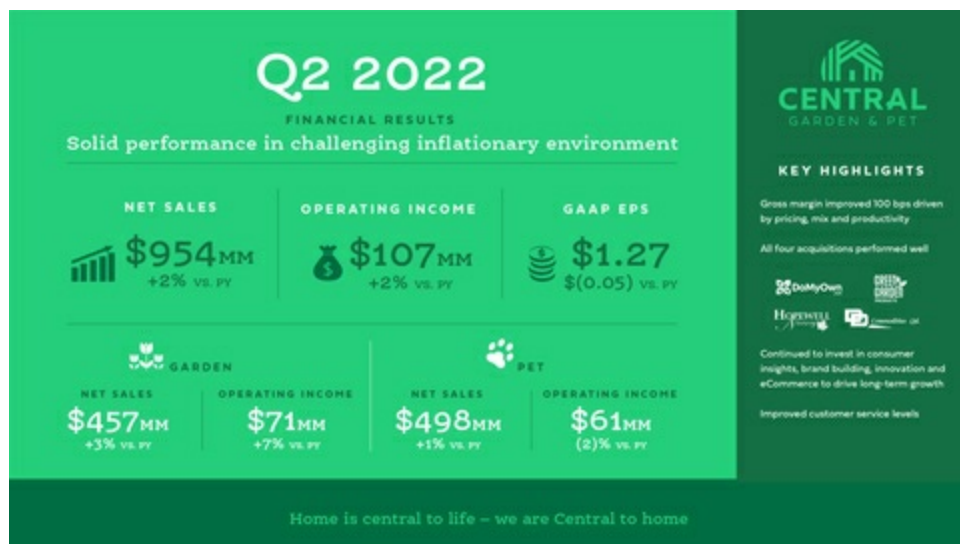 Q2 2022
FINANCIAL RESULTS
Solid performance in challenging inflationary environment
NET SALES
$954MM
+2% VS. PY
OPERATING INCOME
$107MM
+2% VS. PY
GAAP EPS
$1.27
$(0.05) VS. PY
GARDEN
NET SALES
$457MM
+3% VS. PY
OPERATING INCOME
$71MM
+7% VS. PY
PET
NET SALES
$498MM
+1% VS. PY
OPERATING INCOME
$61MM
(2)% VS. PY
CENTRAL
GARDEN & PET
KEY HIGHLIGHTS
Gross margin improved 100 bps driven
by pricing, mix and productivity
All four acquisitions performed well
DoMyOwn
GREEN
GARDEN
PRODUCTS
HOPEWELL
Continued to invest in consumer
insights, brand building, innovation and
eCommerce to drive long-term growth
Improved customer service levels
Home is central to life – we are Central to home